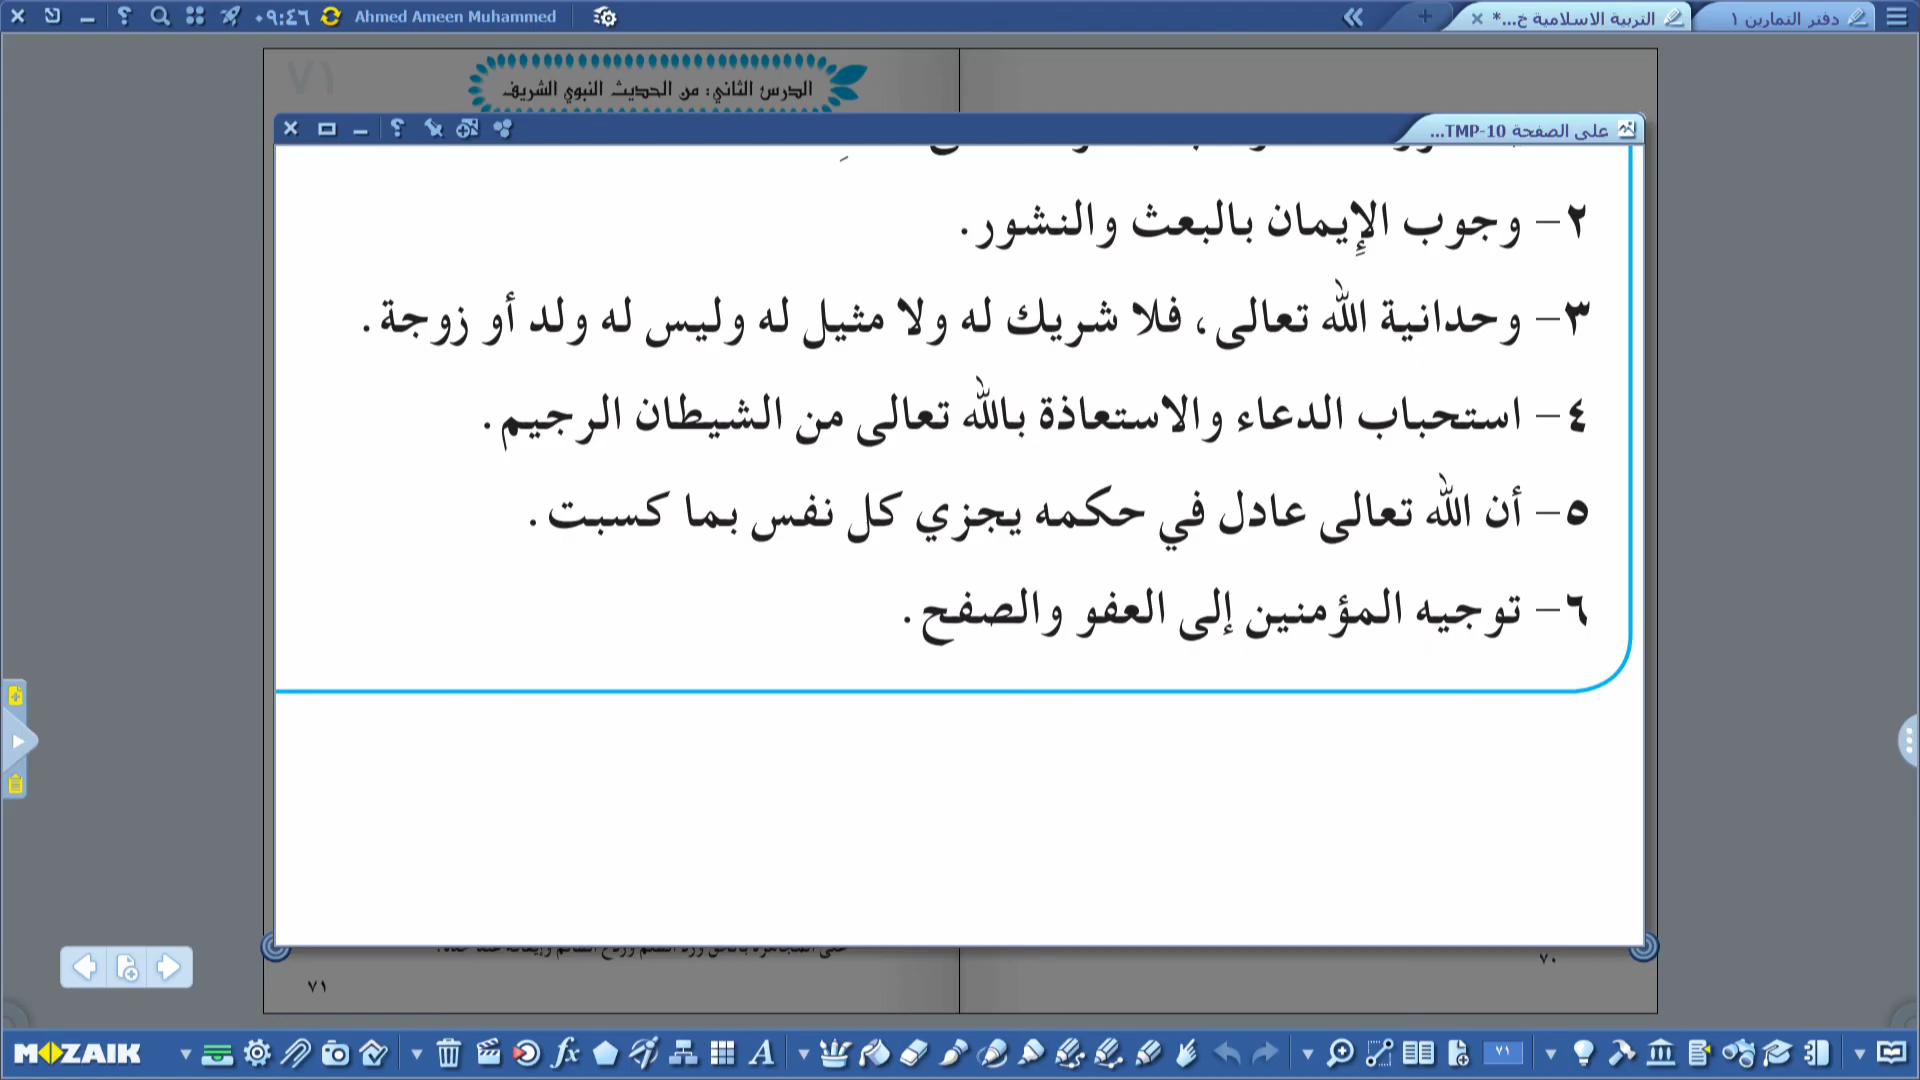 ٠٩:٤٦ Ahmed Ameen Muhammed
التربية الاسلامية خ...*
دفتر التمارين ١
٧١
الدرس الثاني: من الحديث النبوي الشريف
على الصفحة TMP-10...
٢- وجوب الإِيمان بالبعث والنشور.
٣- وحدانية الله تعالى، فلا شريك له ولا مثيل له وليس له ولد أو زوجة.
٤- استحباب الدعاء والاستعاذة بالله تعالى من الشيطان الرجيم.
٥- أن الله تعالى عادل في حكمه يجزي كل نفس بما كسبت.
٦- توجيه المؤمنين إلى العفو والصفح.
٧٠
٧١
MOZAIK
٧١